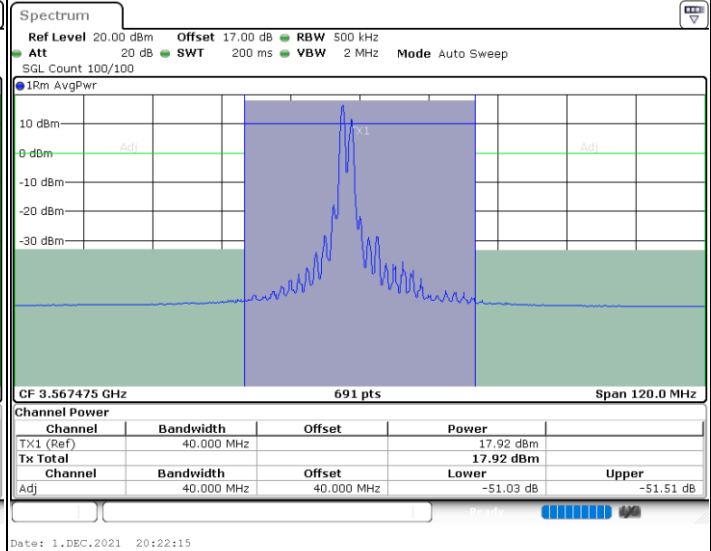 Spectrum
Ref Level 20.00 dBm Offset 17.00 dB RBW 500 kHz
Att 20 dB SWT 200 ms VBW 2 MHz Mode Auto Sweep
SGL Count 100/100
1Rm AvgPwr
10 dBm
TX1
Adj Adj
0 dBm
-10 dBm
-20 dBm
-30 dBm
CF 3.567475 GHz 691 pts Span 120.0 MHz
Channel Power
Channel Bandwidth Offset Power
TX1 (Ref) 40.000 MHz 17.92 dBm
Tx Total 17.92 dBm
Channel Bandwidth Offset Lower Upper
Adj 40.000 MHz 40.000 MHz -51.03 dB -51.51 dB
Ready
Date: 1.DEC.2021 20:22:15